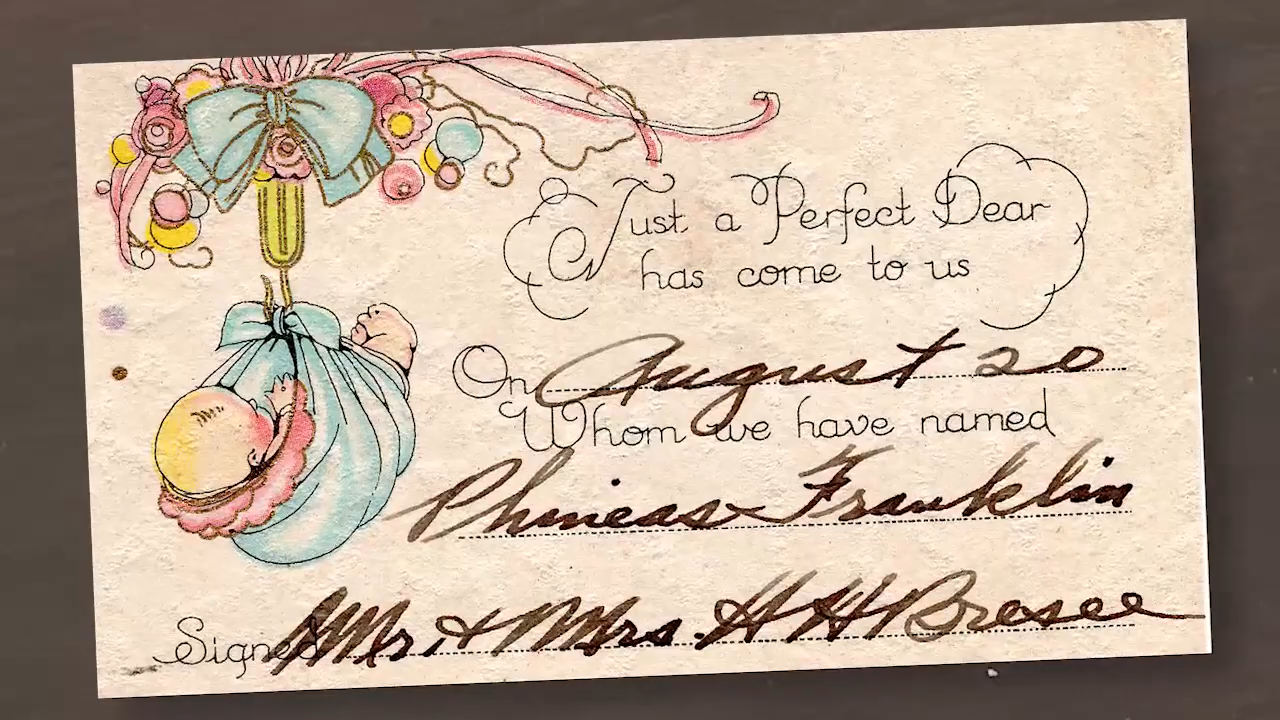 Just a Perfect Dear
has come to us
On August 20
Whom we have named
Phineas Franklin
Signed Mr. & Mrs. H H Bresee